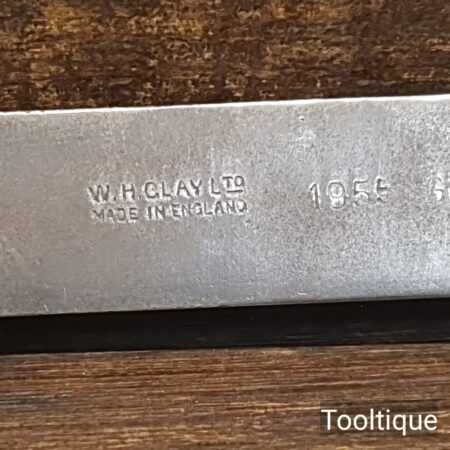 W. H. CLAY LTD 1955
MADE IN ENGLAND
Tooltique